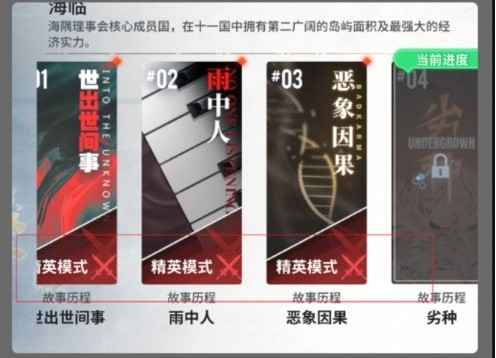 海临
海隅理事会核心成员国，在十一国中拥有第二广阔的岛屿面积及最强大的经
济实力。
当前进度
01
世出世间事
INTO THE UNKNOW
#02
雨中人
#03
恶象因果
BADKARMA
#04
UNDERGROWN
精英模式
精英模式
精英模式
故事历程
世出世间事
故事历程
雨中人
故事历程
恶象因果
故事历程
劣种